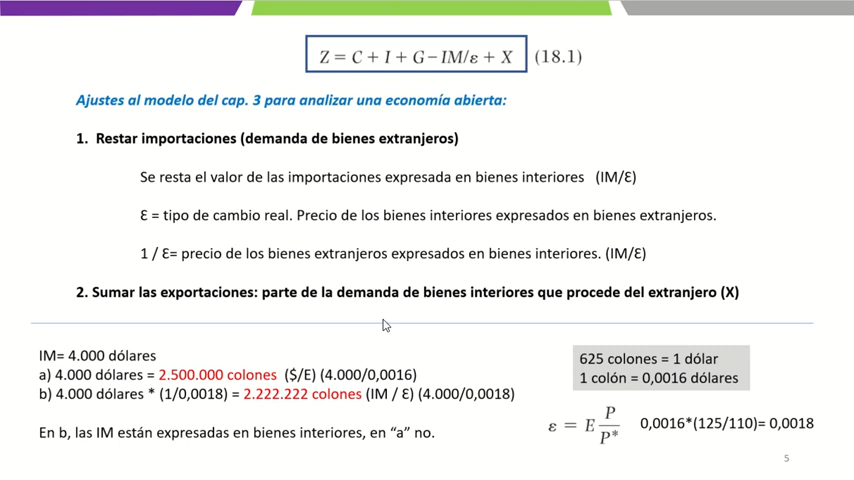 Z = C + I + G – IM/ε + X (18.1)
Ajustes al modelo del cap. 3 para analizar una economía abierta:
1. Restar importaciones (demanda de bienes extranjeros)
Se resta el valor de las importaciones expresada en bienes interiores (IM/Ɛ)
Ɛ = tipo de cambio real. Precio de los bienes interiores expresados en bienes extranjeros.
1 / Ɛ= precio de los bienes extranjeros expresados en bienes interiores. (IM/Ɛ)
2. Sumar las exportaciones: parte de la demanda de bienes interiores que procede del extranjero (X)
IM= 4.000 dólares
a) 4.000 dólares = 2.500.000 colones ($/E) (4.000/0,0016)
b) 4.000 dólares * (1/0,0018) = 2.222.222 colones (IM / Ɛ) (4.000/0,0018)
En b, las IM están expresadas en bienes interiores, en “a” no.
625 colones = 1 dólar
1 colón = 0,0016 dólares
ε = E P/P* 0,0016*(125/110)= 0,0018
5